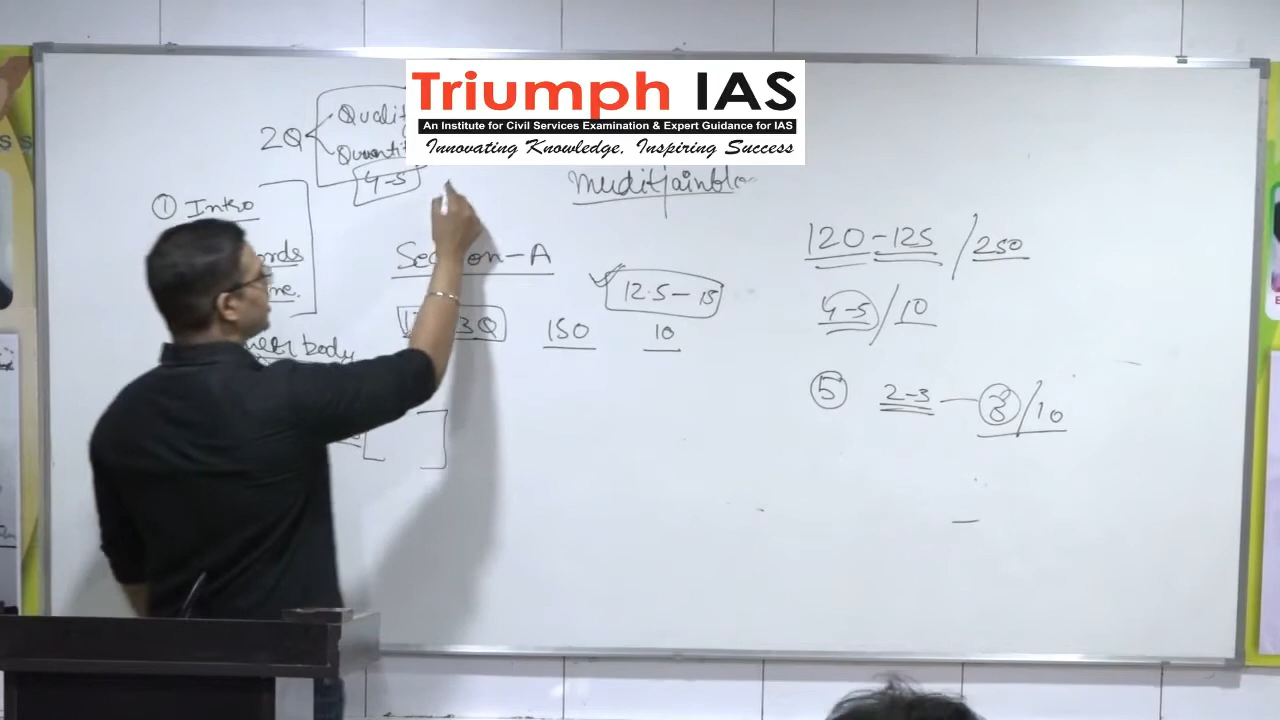 Triumph IAS
An Institute for Civil Services Examination & Expert Guidance for IAS
Innovating Knowledge, Inspiring Success
2Q
4-5
muditjainbl
① Intro
Section-A
12.5-15
150 10
body
120-125/250
4-5/10
⑤ 2-3 — 3/10